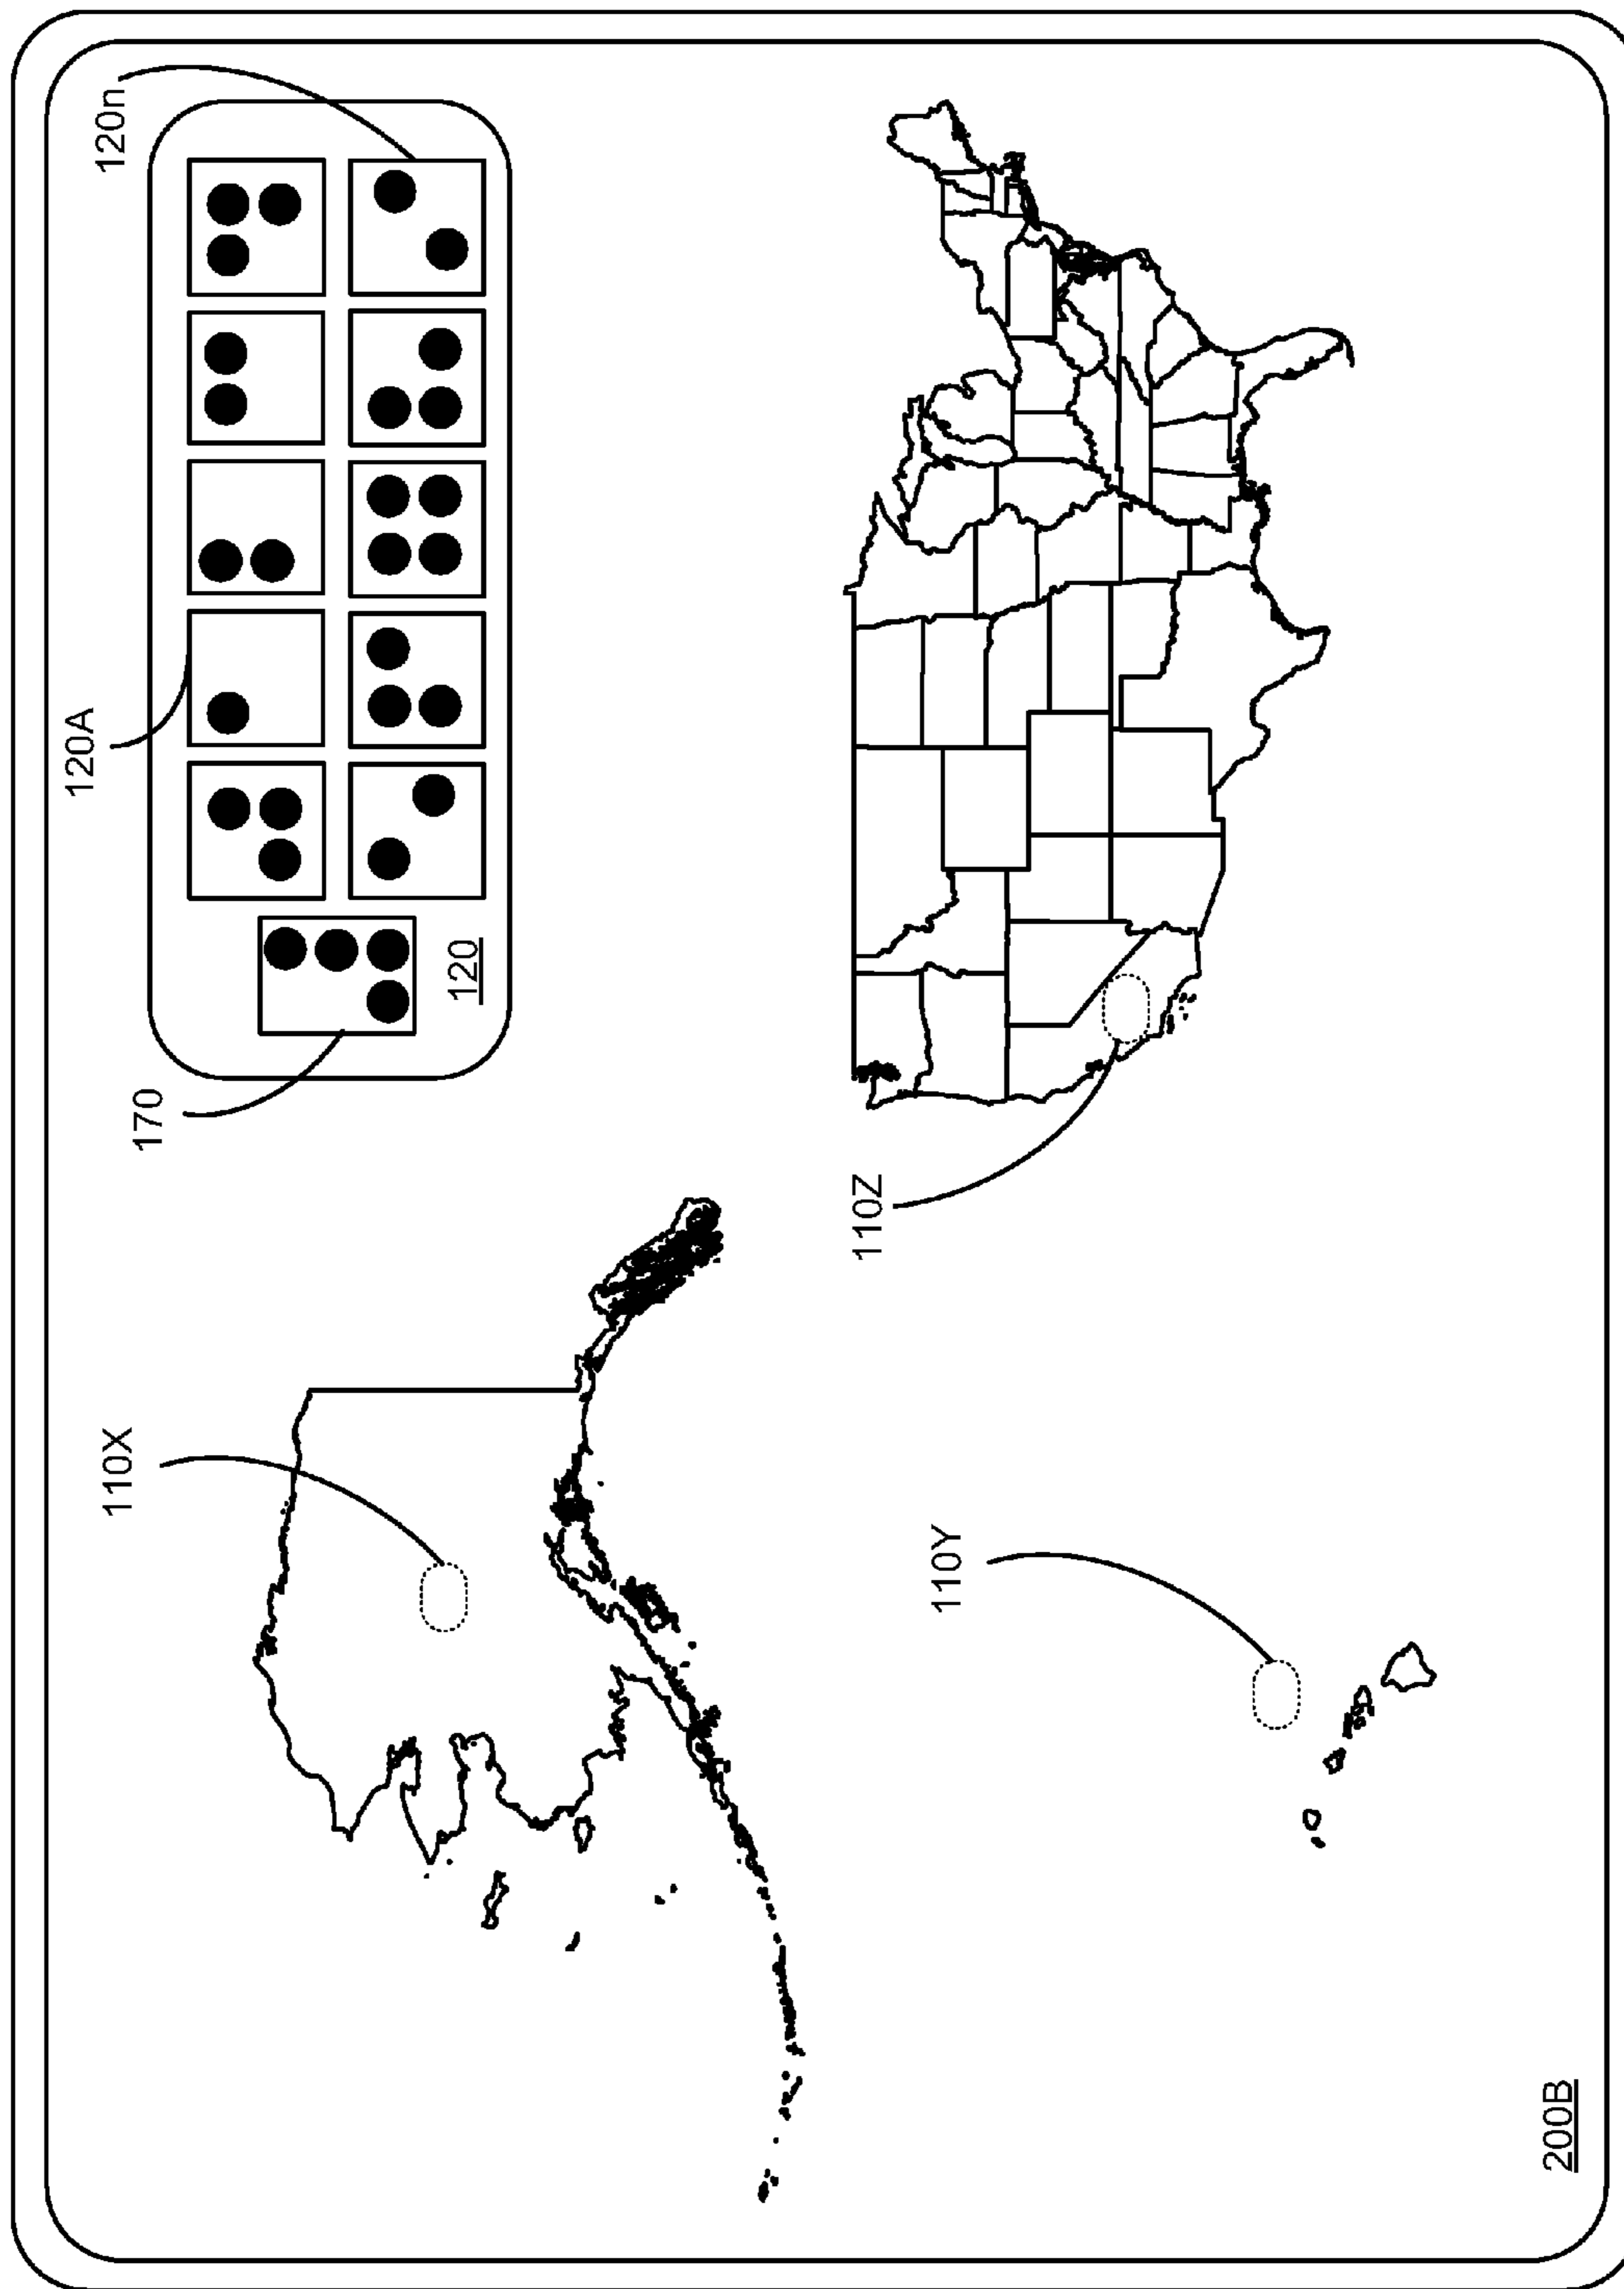 120A
120n
170
⠼
⠚ ⠁ ⠃ ⠉ ⠙
⠑ ⠋ ⠛ ⠓ ⠊
120
110X
110Z
110Y
200B